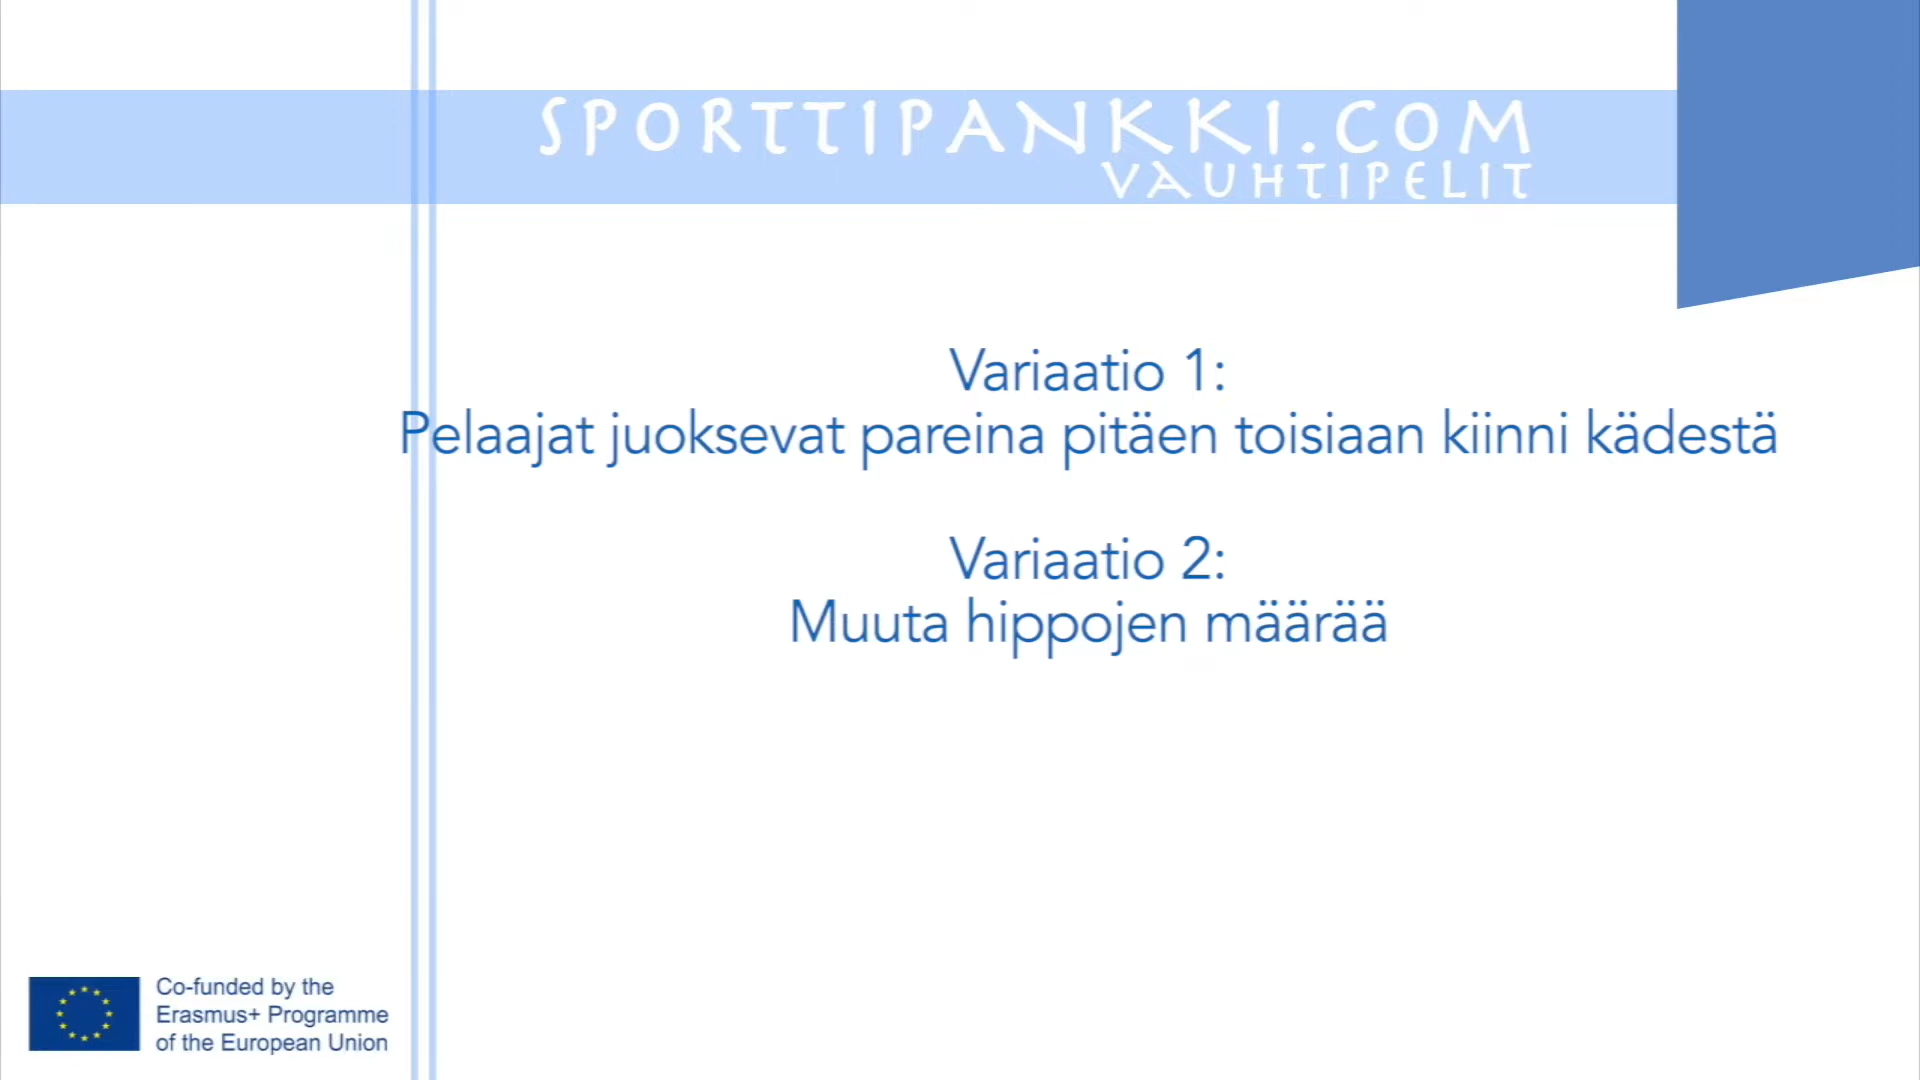 SPORTTIPANKKI.COM
VAUHTIPELIT
Variaatio 1:
Pelaajat juoksevat pareina pitäen toisiaan kiinni kädestä
Variaatio 2:
Muuta hippojen määrää
Co-funded by the
Erasmus+ Programme
of the European Union